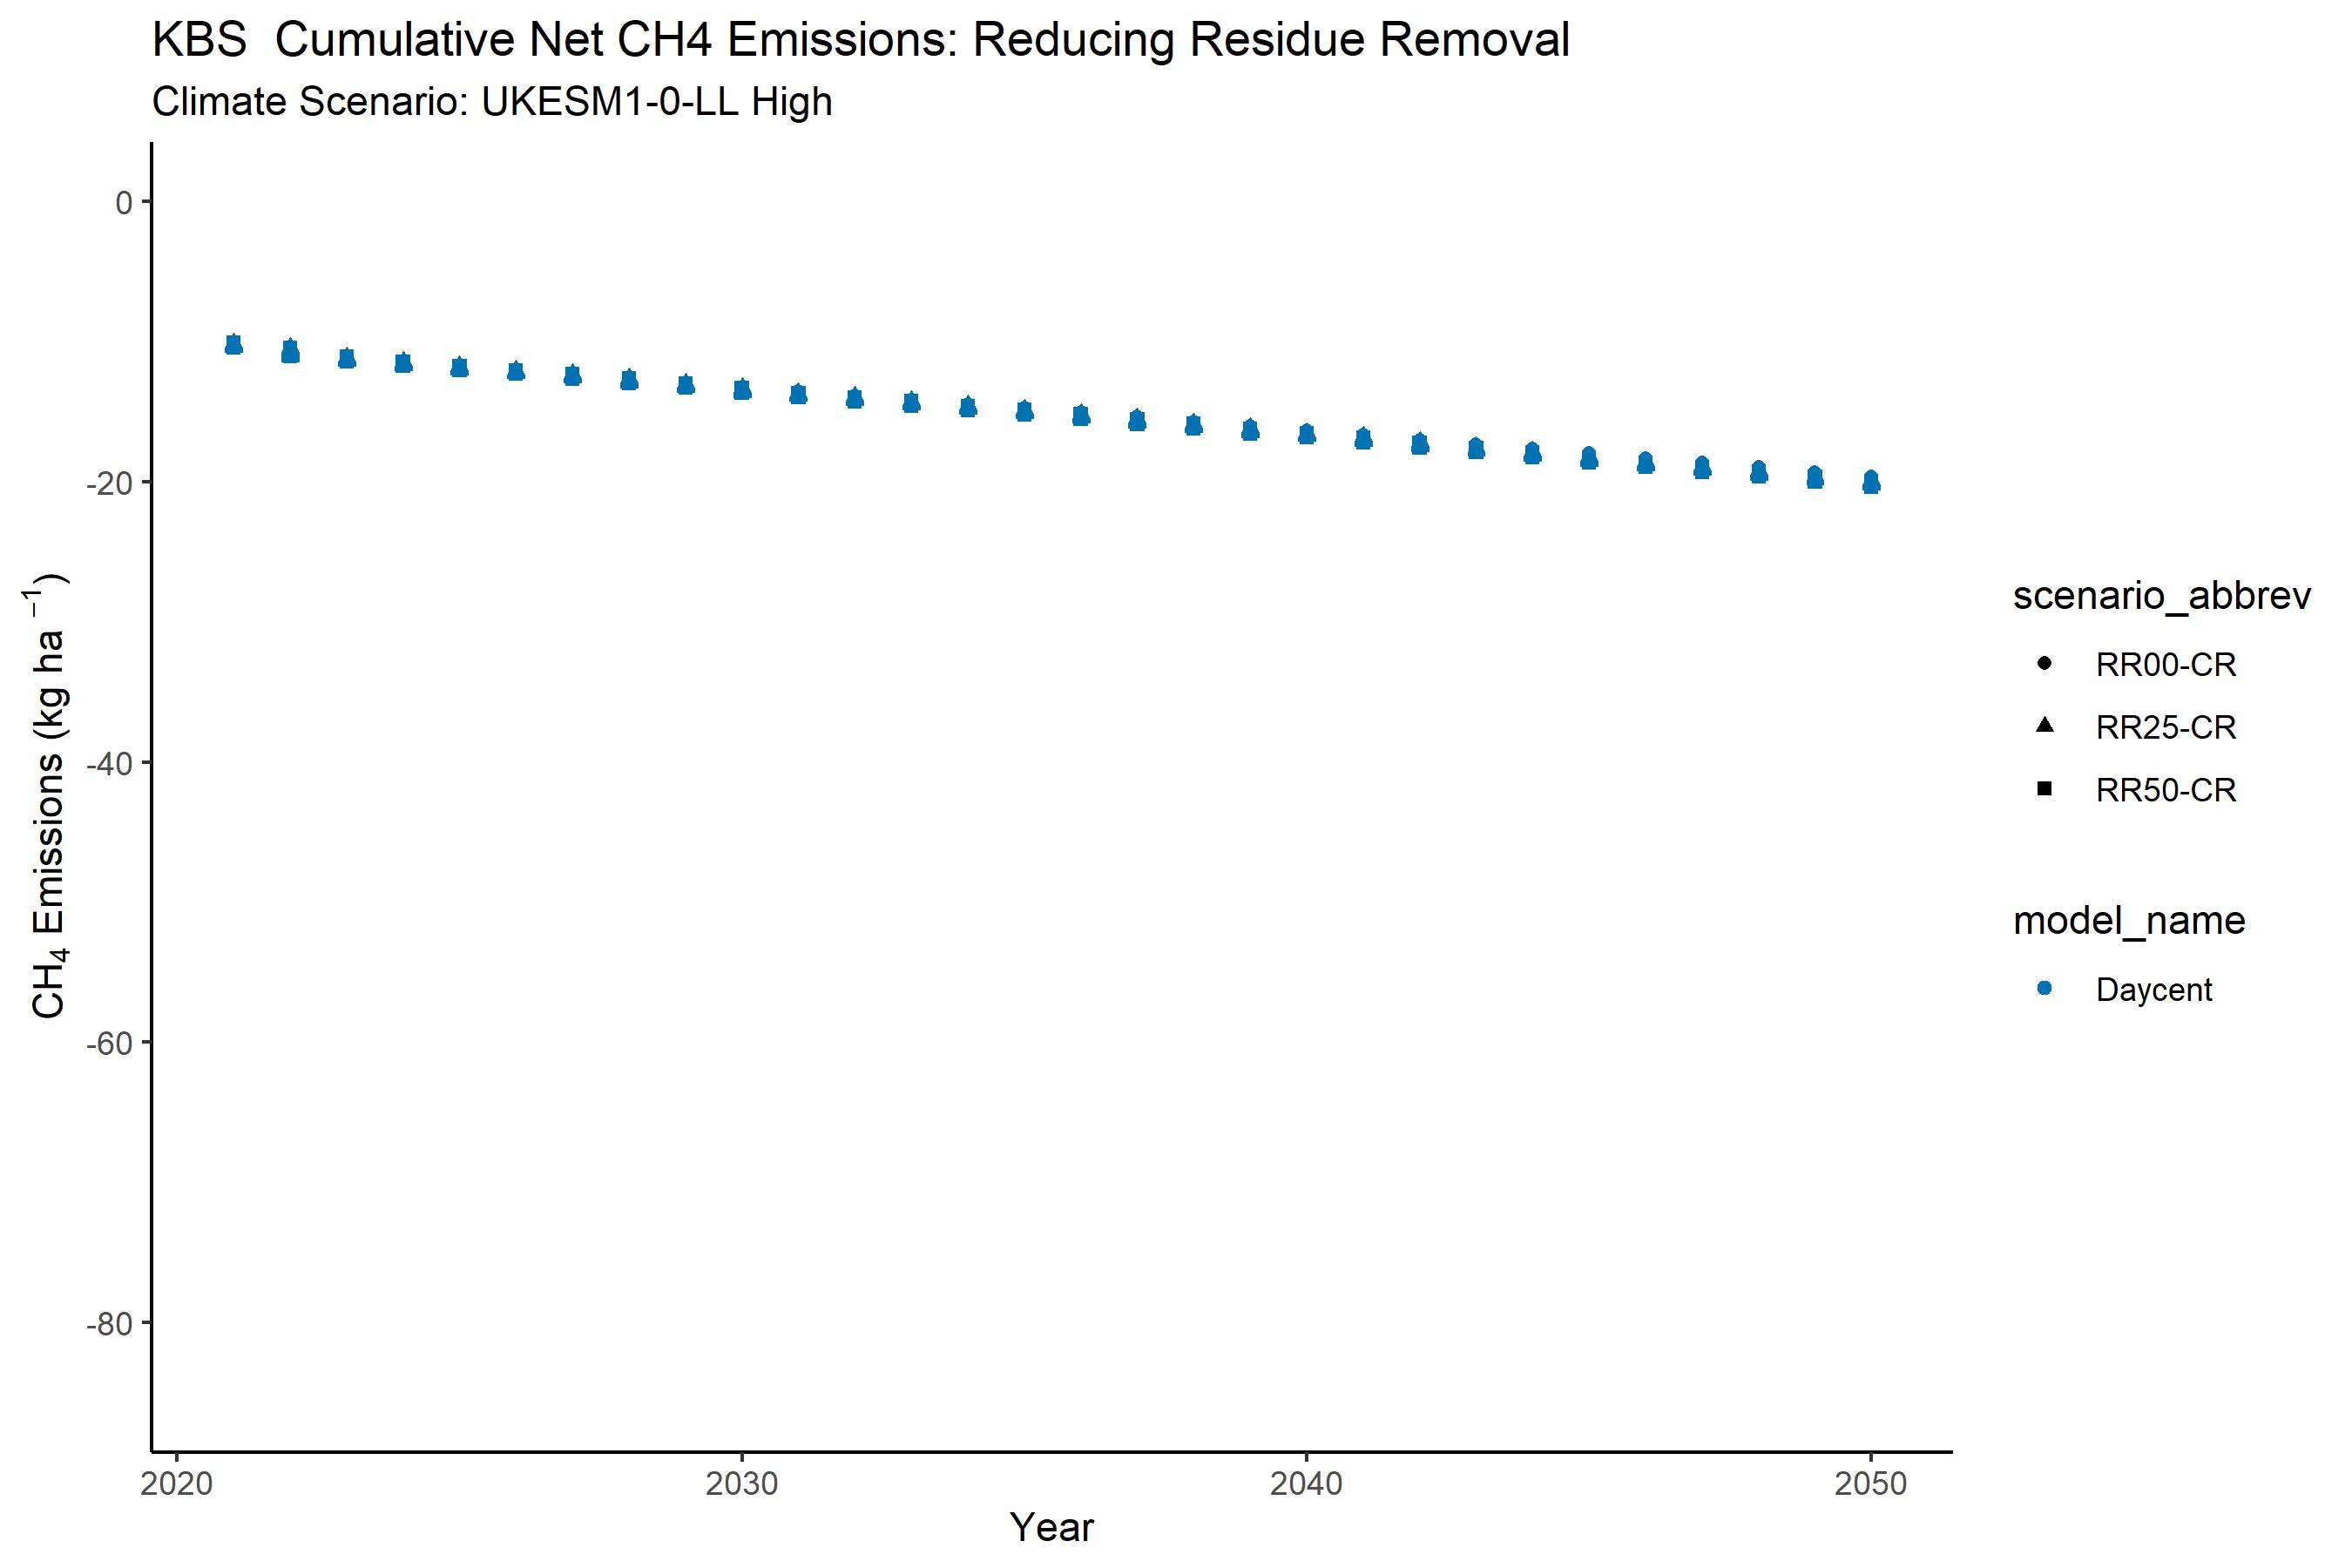 KBS  Cumulative Net CH4 Emissions: Reducing Residue Removal
Climate Scenario: UKESM1-0-LL High
CH₄ Emissions (kg ha ⁻¹)
0
-20
-40
-60
-80
2020 2030 2040 2050
Year
scenario_abbrev
RR00-CR
RR25-CR
RR50-CR
model_name
Daycent